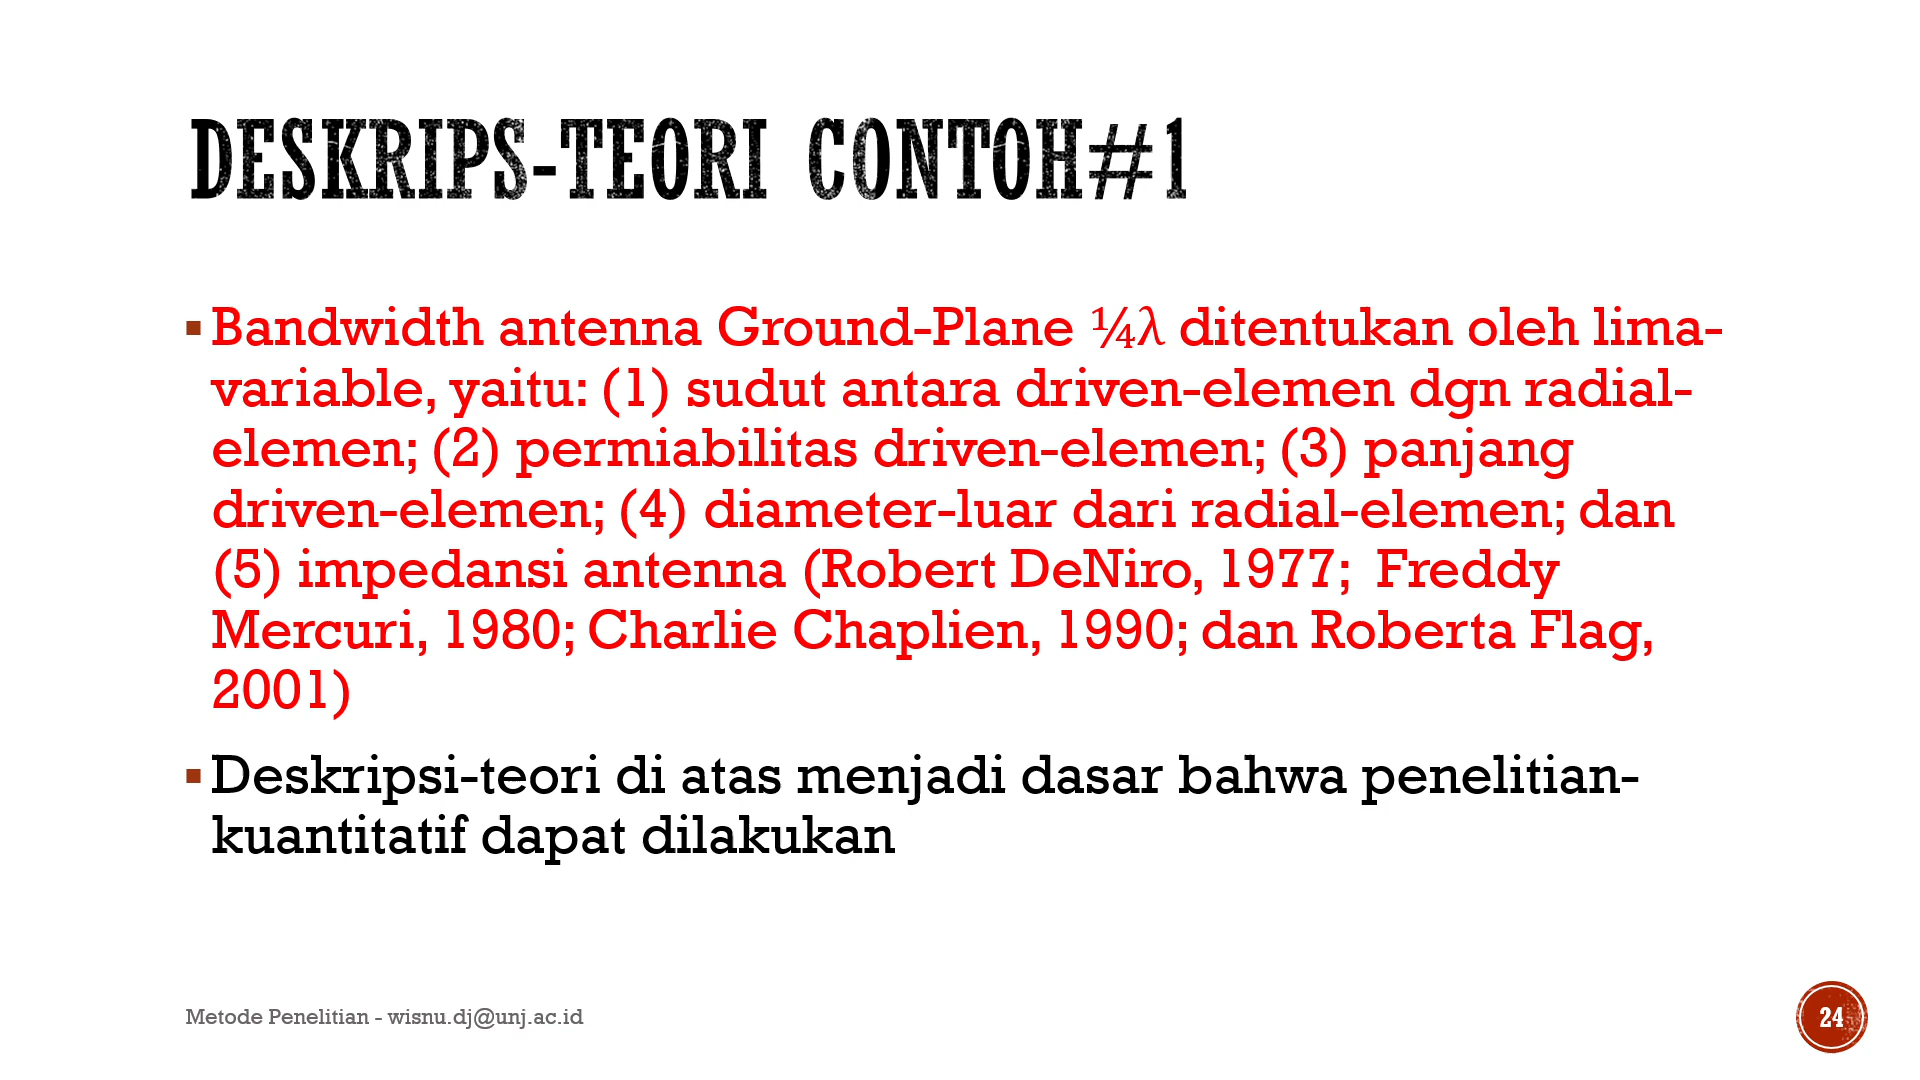 DESKRIPS-TEORI CONTOH#1
▪Bandwidth antenna Ground-Plane ¼λ ditentukan oleh lima-
variable, yaitu: (1) sudut antara driven-elemen dgn radial-
elemen; (2) permiabilitas driven-elemen; (3) panjang
driven-elemen; (4) diameter-luar dari radial-elemen; dan
(5) impedansi antenna (Robert DeNiro, 1977; Freddy
Mercuri, 1980; Charlie Chaplien, 1990; dan Roberta Flag,
2001)
▪Deskripsi-teori di atas menjadi dasar bahwa penelitian-
kuantitatif dapat dilakukan
Metode Penelitian - wisnu.dj@unj.ac.id
24